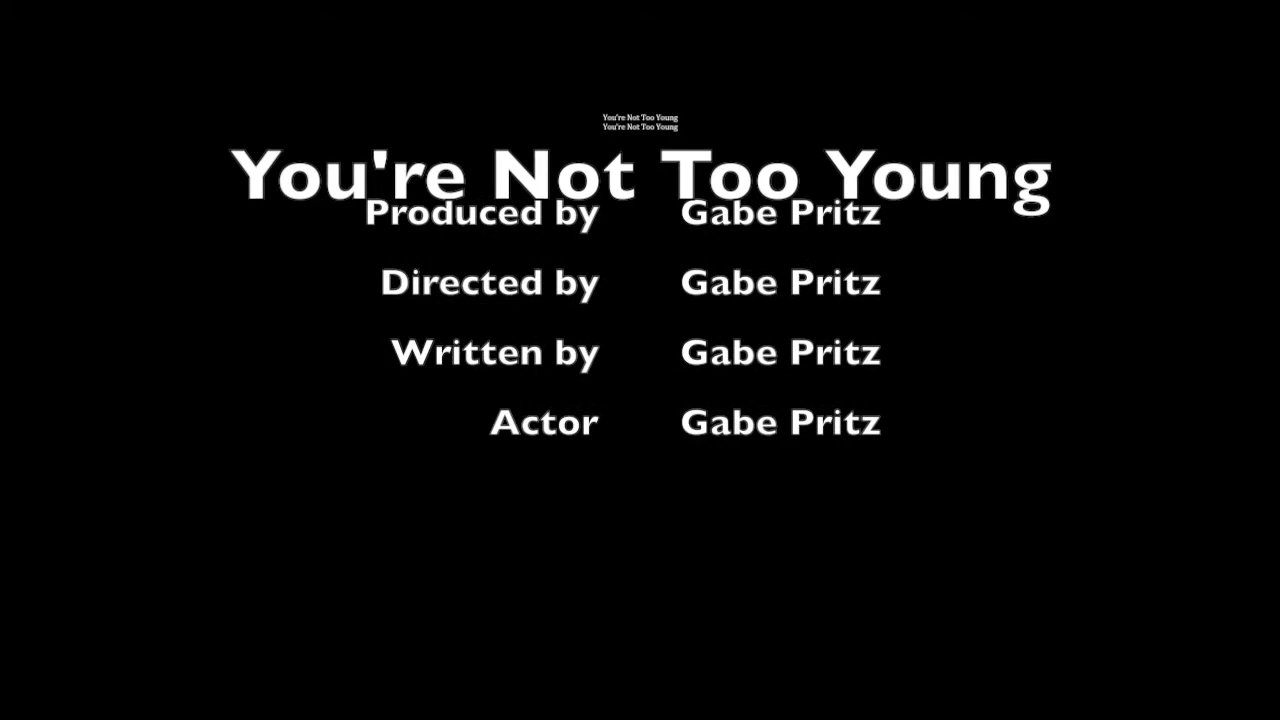 You're Not Too Young
You're Not Too Young
You're Not Too Young
Produced by Gabe Pritz
Directed by Gabe Pritz
Written by Gabe Pritz
Actor Gabe Pritz